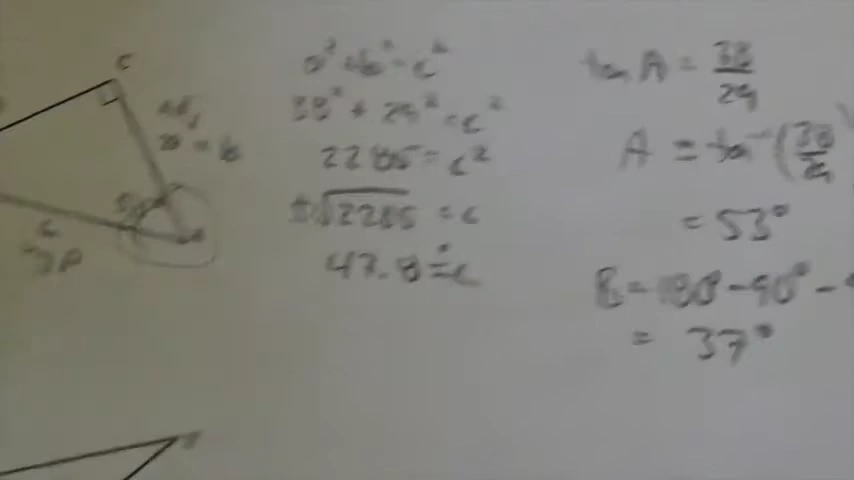 C
= b
c
a² + b² = c²
38² + 29² = c²
2285 = c²
±√2285 = c
47.8 ≐ c
tan A = 38/29
A = tan⁻¹(38/29
= 53°
B = 180° - 90° -
= 37°